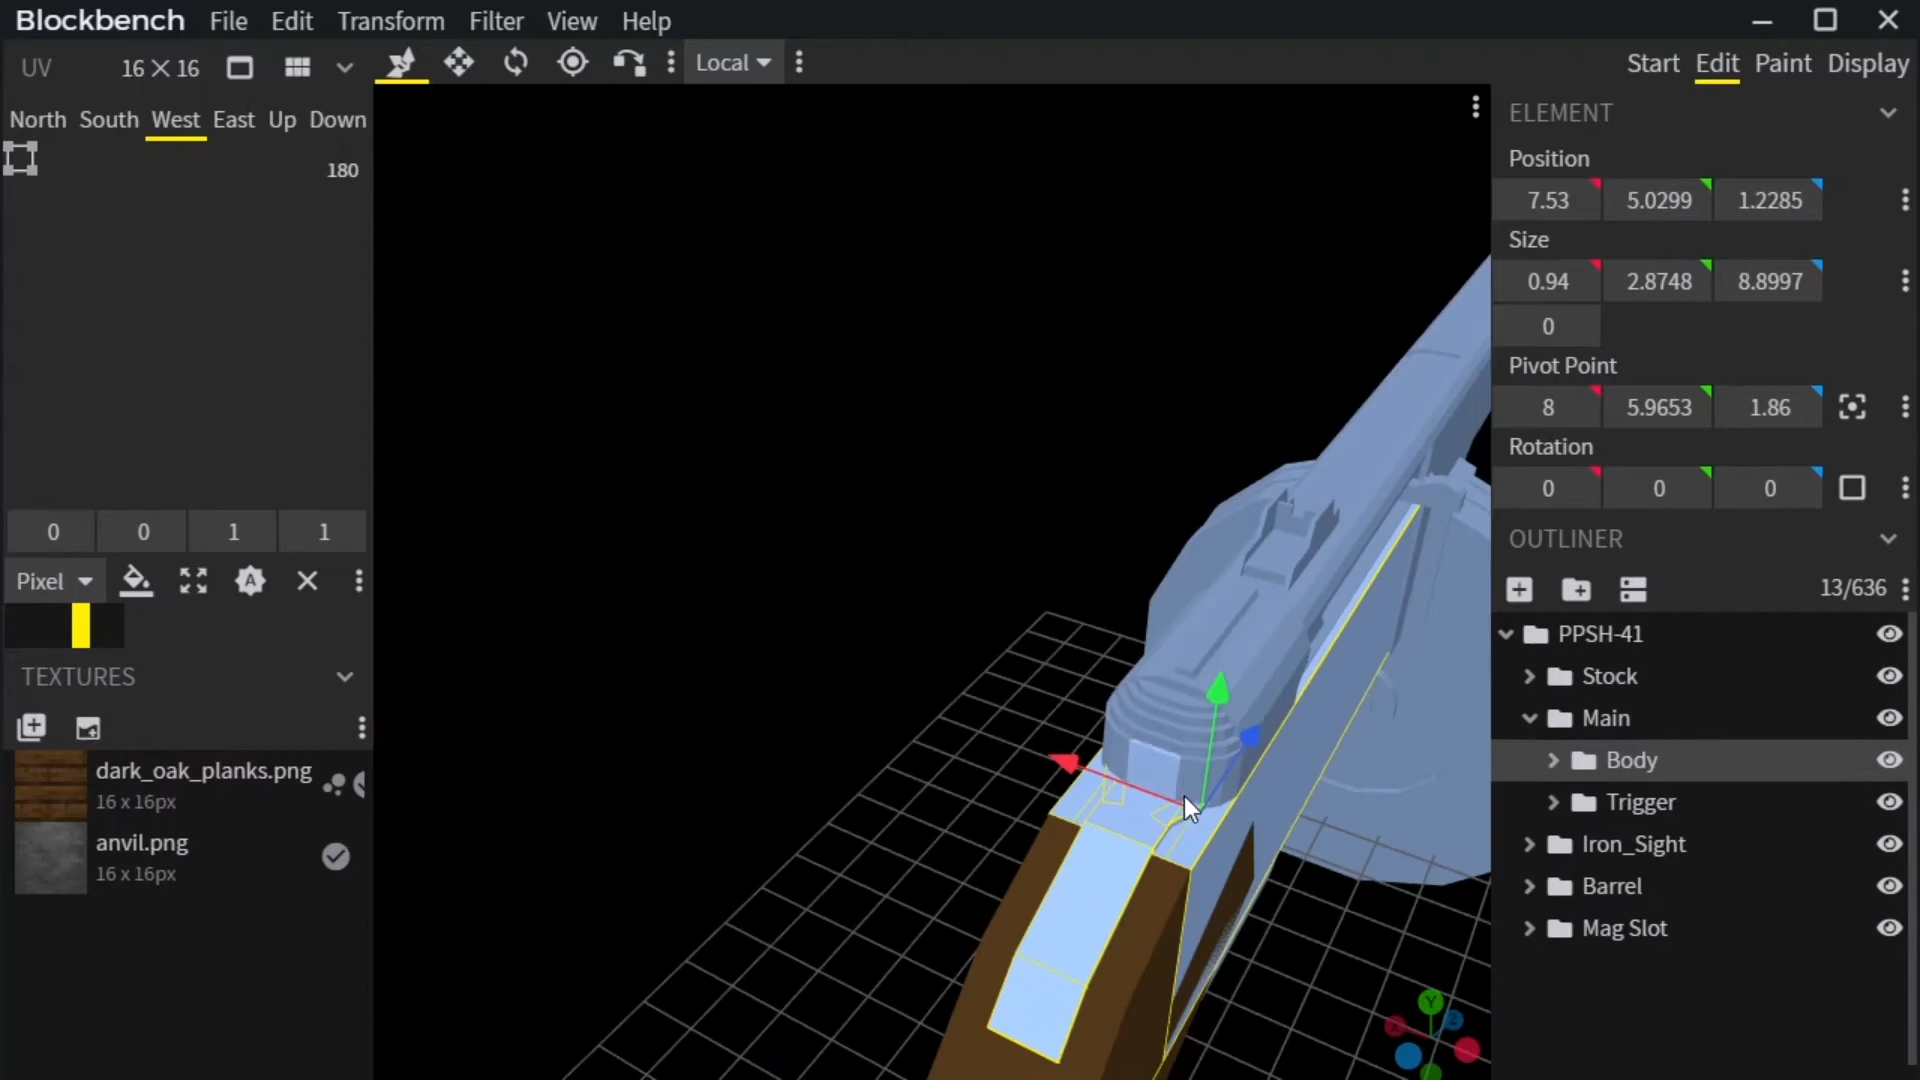 Blockbench File Edit Transform Filter View Help
UV 16 × 16
Local
Start Edit Paint Display
North South West East Up Down
180
0 0 1 1
Pixel
A
TEXTURES
dark_oak_planks.png
16 x 16px
anvil.png
16 x 16px
ELEMENT
Position
7.53 5.0299 1.2285
Size
0.94 2.8748 8.8997
0
Pivot Point
8 5.9653 1.86
Rotation
0 0 0
OUTLINER
13/636
PPSH-41
Stock
Main
Body
Trigger
Iron_Sight
Barrel
Mag Slot
Y
X Z